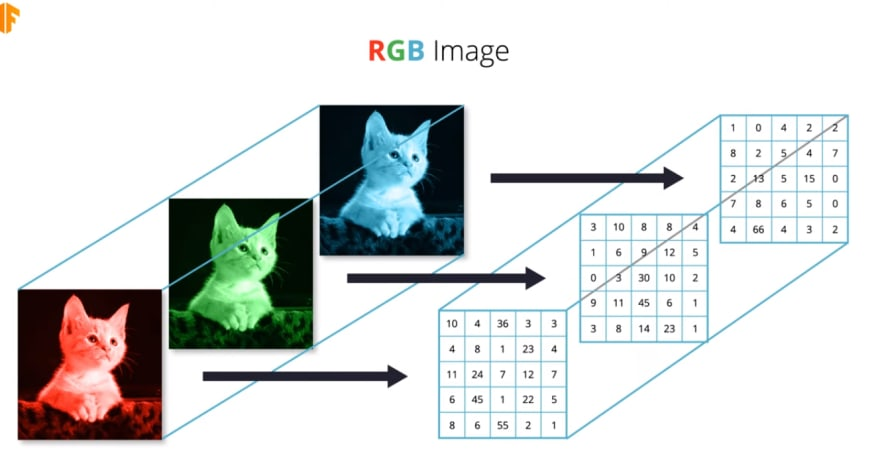 RGB Image
1 0 4 2 2
8 2 5 4 7
2 13 5 15 0
7 8 6 5 0
4 66 4 3 2
3 10 8 8 4
1 6 9 12 5
0 3 30 10 2
9 11 45 6 1
3 8 14 23 1
10 4 36 3 3
4 8 1 23 4
11 24 7 12 7
6 45 1 22 5
8 6 55 2 1